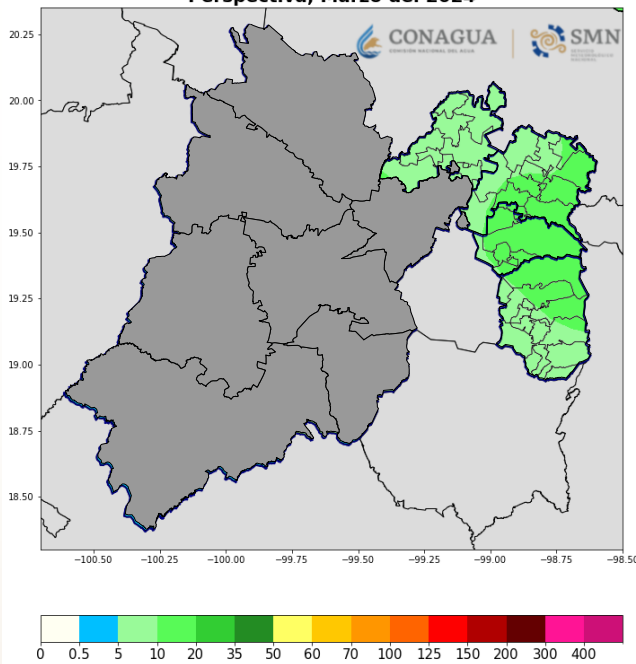 Perspectiva, Marzo del 2024
CONAGUA
COMISIÓN NACIONAL DEL AGUA
SMN
SERVICIO
METEOROLÓGICO
NACIONAL
20.25
20.00
19.75
19.50
19.25
19.00
18.75
18.50
−100.50 −100.25 −100.00 −99.75 −99.50 −99.25 −99.00 −98.75 −98.50
0 0.5 5 10 20 35 50 60 70 100 125 150 200 300 400